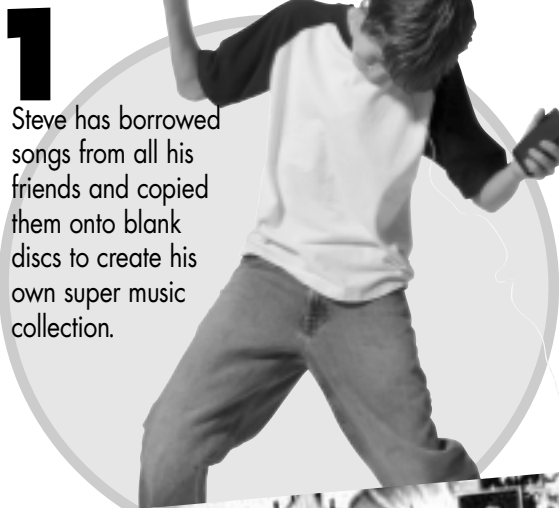 1
Steve has borrowed
songs from all his
friends and copied
them onto blank
discs to create his
own super music
collection.